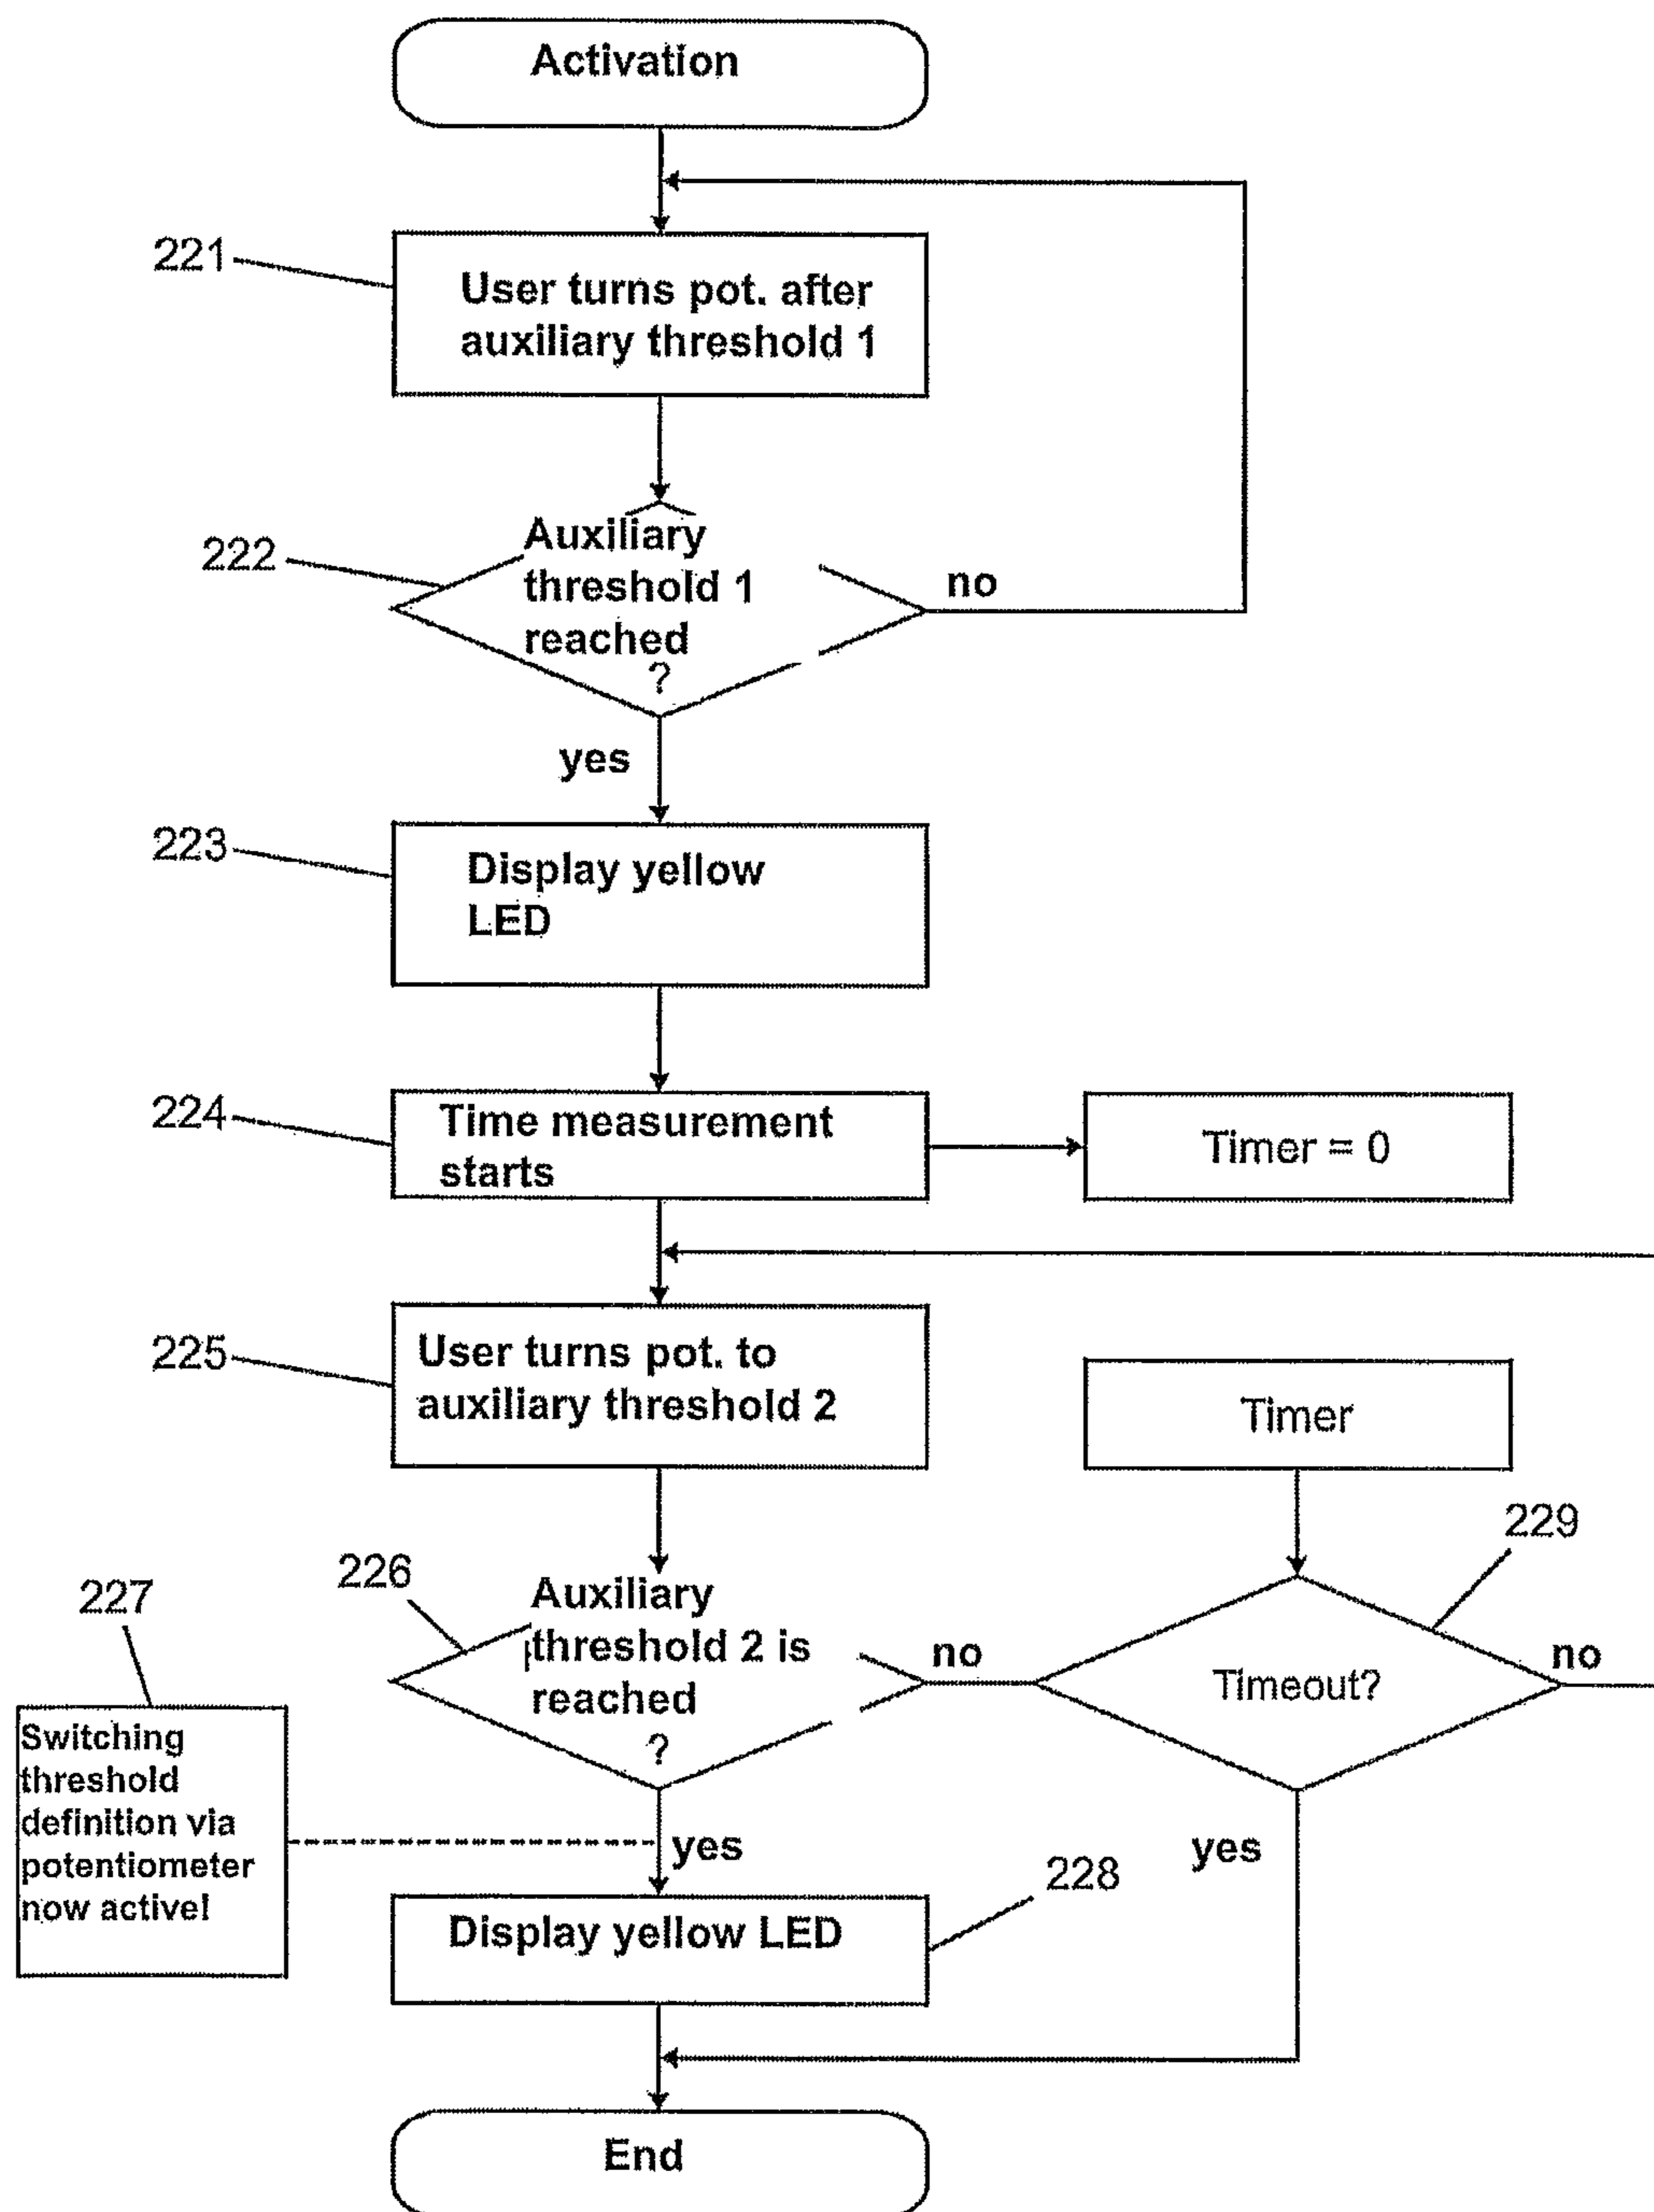 Activation
221
User turns pot. after
auxiliary threshold 1
222
Auxiliary
threshold 1
reached
?
no
yes
223
Display yellow
LED
224
Time measurement
starts
Timer = 0
225
User turns pot. to
auxiliary threshold 2
Timer
229
226
227
Auxiliary
threshold 2 is
reached
?
no
Timeout?
no
Switching
threshold
definition via
potentiometer
now active!
yes
yes
228
Display yellow LED
End